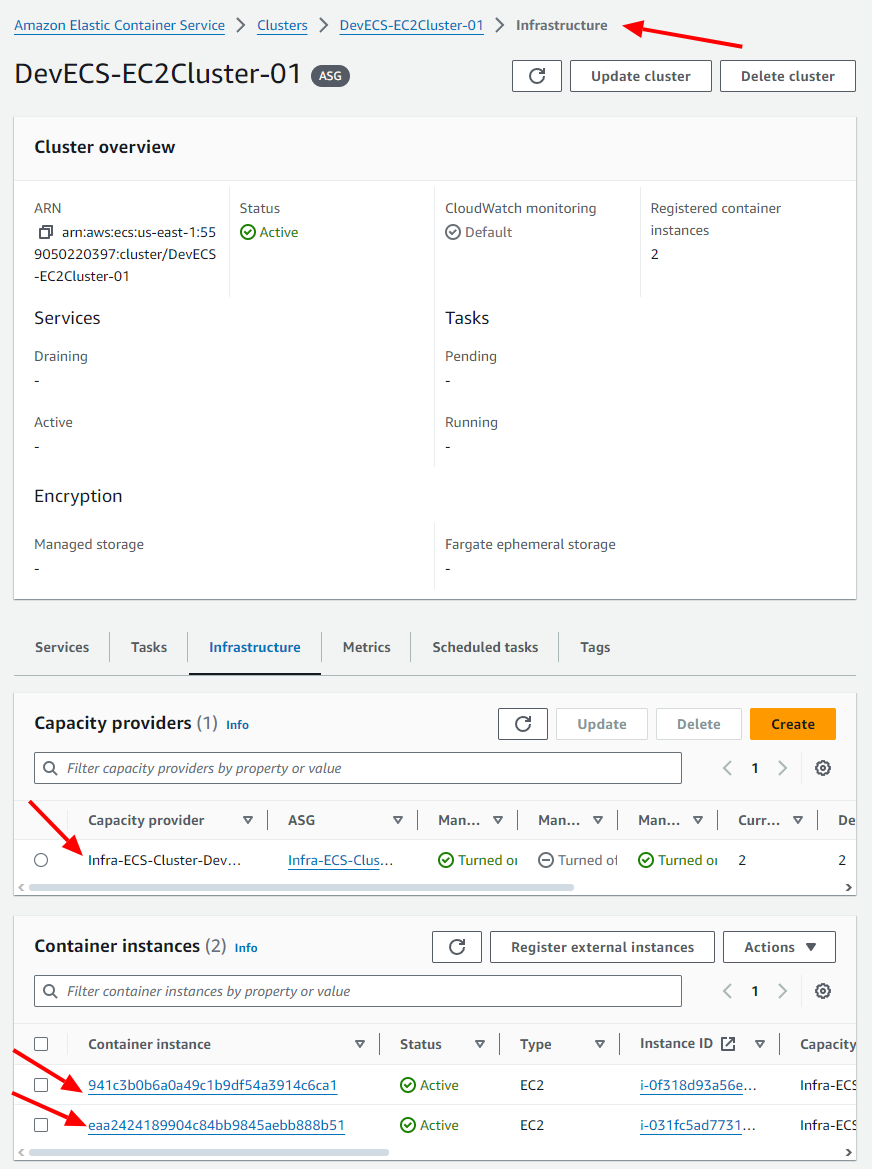 Amazon Elastic Container Service > Clusters > DevECS-EC2Cluster-01 > Infrastructure
DevECS-EC2Cluster-01 ASG
Update cluster
Delete cluster
Cluster overview
ARN
arn:aws:ecs:us-east-1:55
9050220397:cluster/DevECS
-EC2Cluster-01
Status
Active
CloudWatch monitoring
Default
Registered container
instances
2
Services
Draining
-
Active
-
Tasks
Pending
-
Running
-
Encryption
Managed storage
-
Fargate ephemeral storage
-
Services Tasks Infrastructure Metrics Scheduled tasks Tags
Capacity providers (1) Info
Update Delete Create
Filter capacity providers by property or value
1
Capacity provider ASG Man... Man... Man... Curr... De
Infra-ECS-Cluster-Dev... Infra-ECS-Clus... Turned on Turned of Turned on 2 2
Container instances (2) Info
Register external instances Actions
Filter container instances by property or value
1
Container instance Status Type Instance ID Capacity
941c3b0b6a0a49c1b9df54a3914c6ca1 Active EC2 i-0f318d93a56e... Infra-ECS
eaa2424189904c84bb9845aebb888b51 Active EC2 i-031fc5ad7731... Infra-ECS